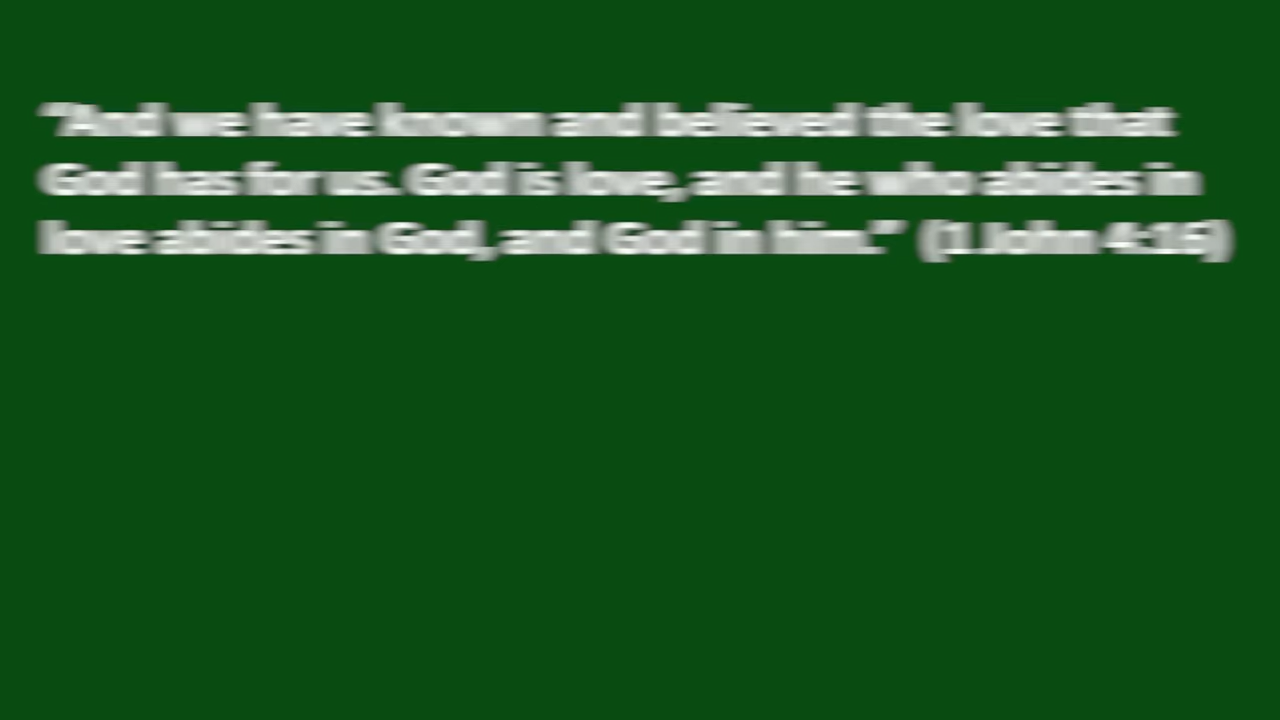 “And we have known and believed the love that
God has for us. God is love, and he who abides in
love abides in God, and God in him.” (1 John 4:16)